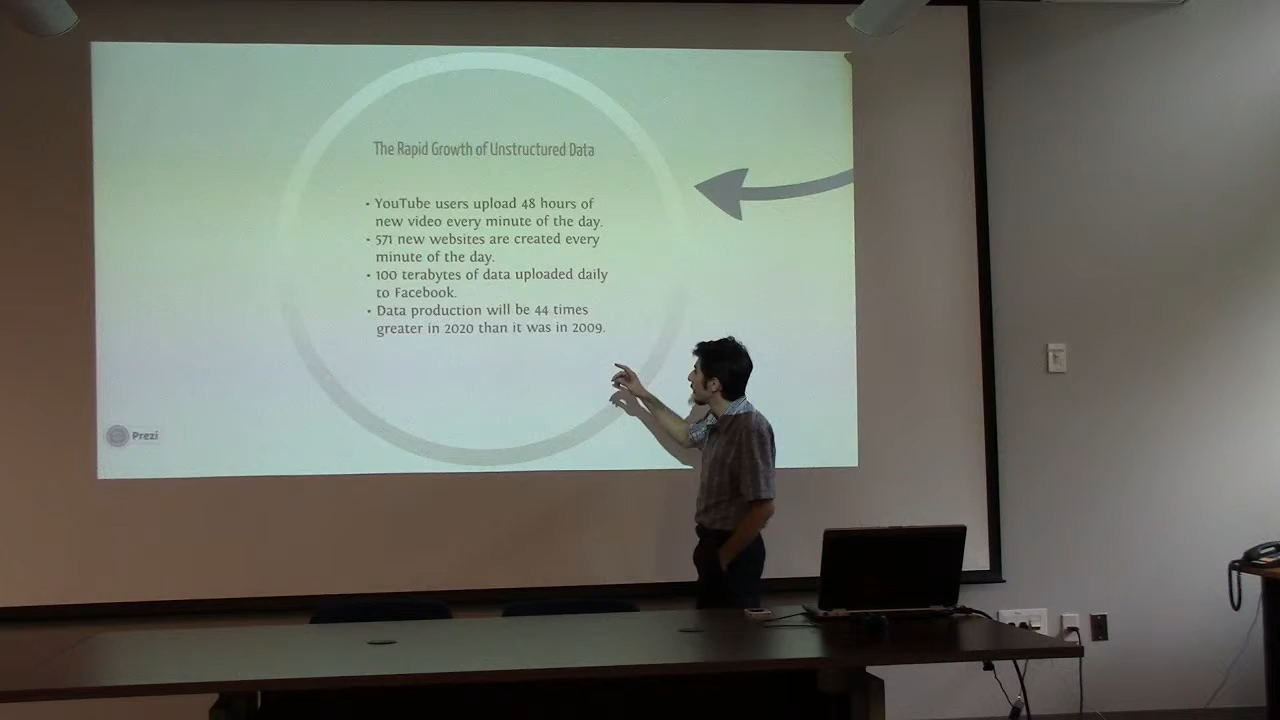 The Rapid Growth of Unstructured Data
• YouTube users upload 48 hours of
new video every minute of the day.
• 571 new websites are created every
minute of the day.
• 100 terabytes of data uploaded daily
to Facebook.
• Data production will be 44 times
greater in 2020 than it was in 2009.
Prezi